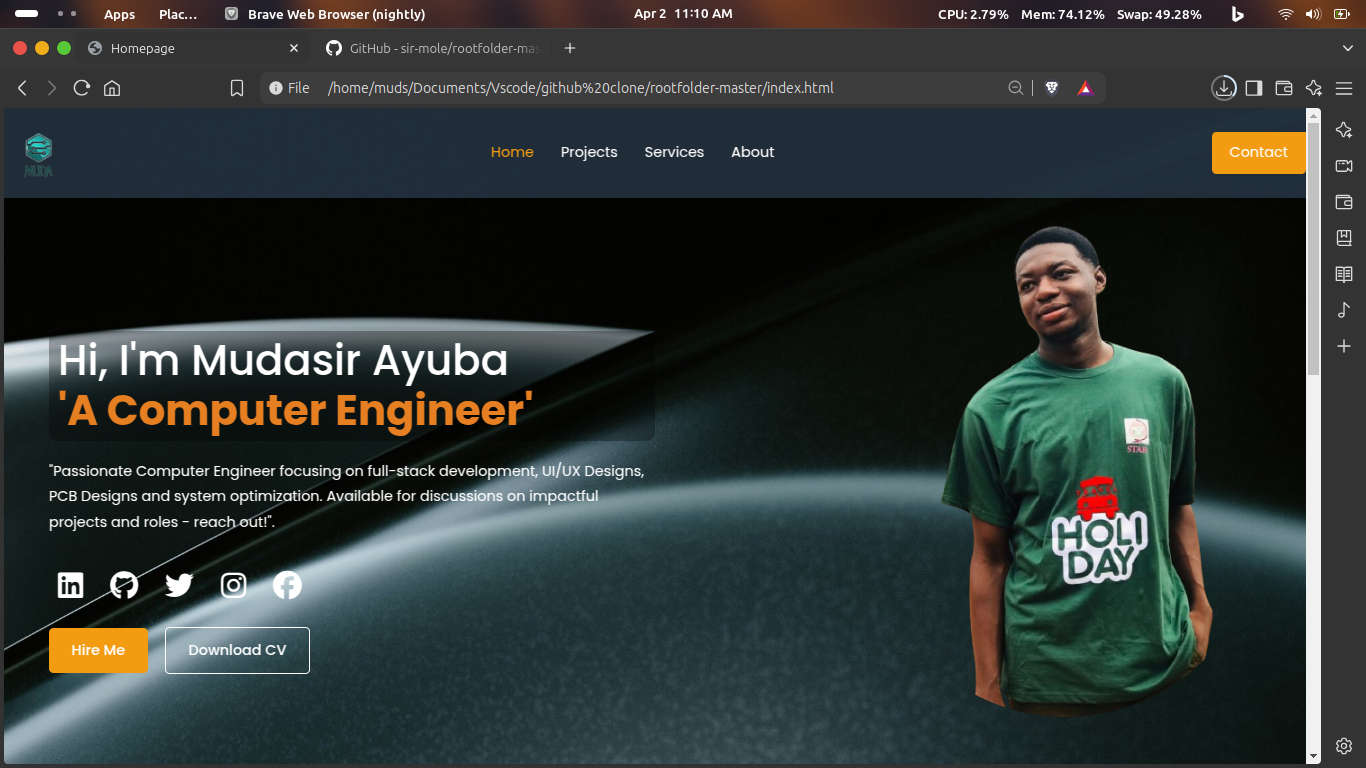 Apps Plac... Brave Web Browser (nightly) Apr 2 11:10 AM CPU: 2.79% Mem: 74.12% Swap: 49.28%
Homepage GitHub - sir-mole/rootfolder-mas
File /home/muds/Documents/Vscode/github%20clone/rootfolder-master/index.html
MUDA
Home Projects Services About Contact
Hi, I'm Mudasir Ayuba
'A Computer Engineer'
"Passionate Computer Engineer focusing on full-stack development, UI/UX Designs,
PCB Designs and system optimization. Available for discussions on impactful
projects and roles - reach out!".
STAR
HOLI
DAY
Hire Me Download CV